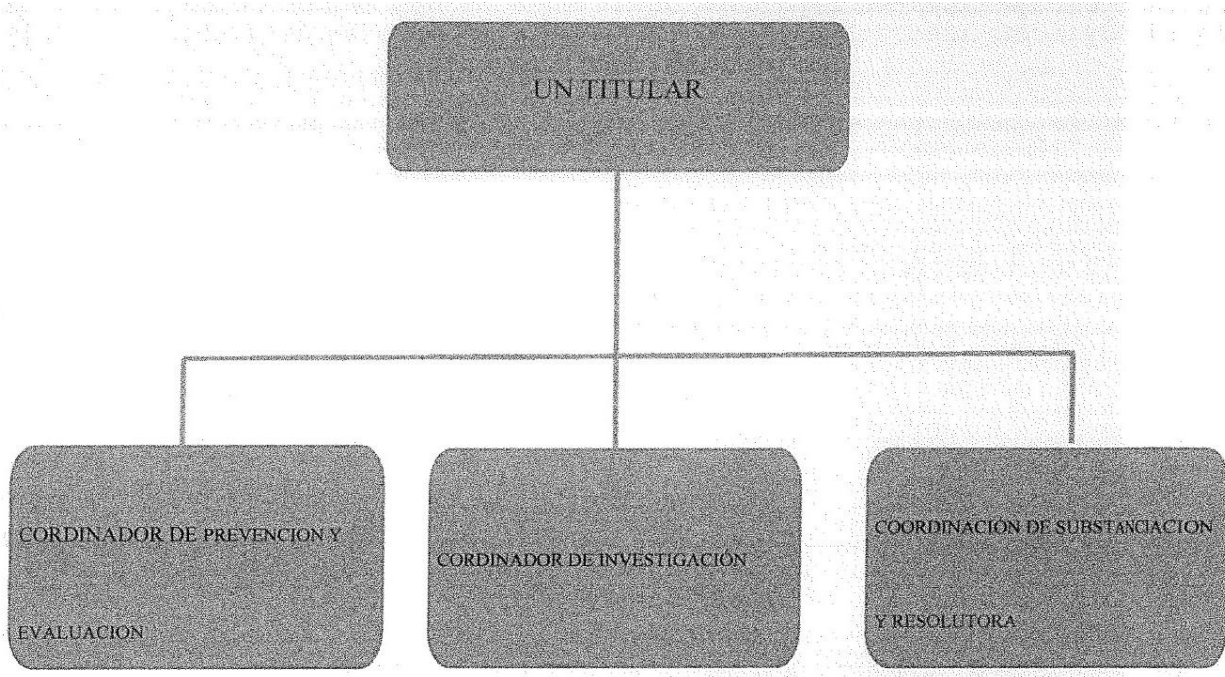 UN TITULAR
CORDINADOR DE PREVENCION Y
EVALUACION
CORDINADOR DE INVESTIGACIÓN
COORDINACION DE SUBSTANCIACION
Y RESOLUTORA